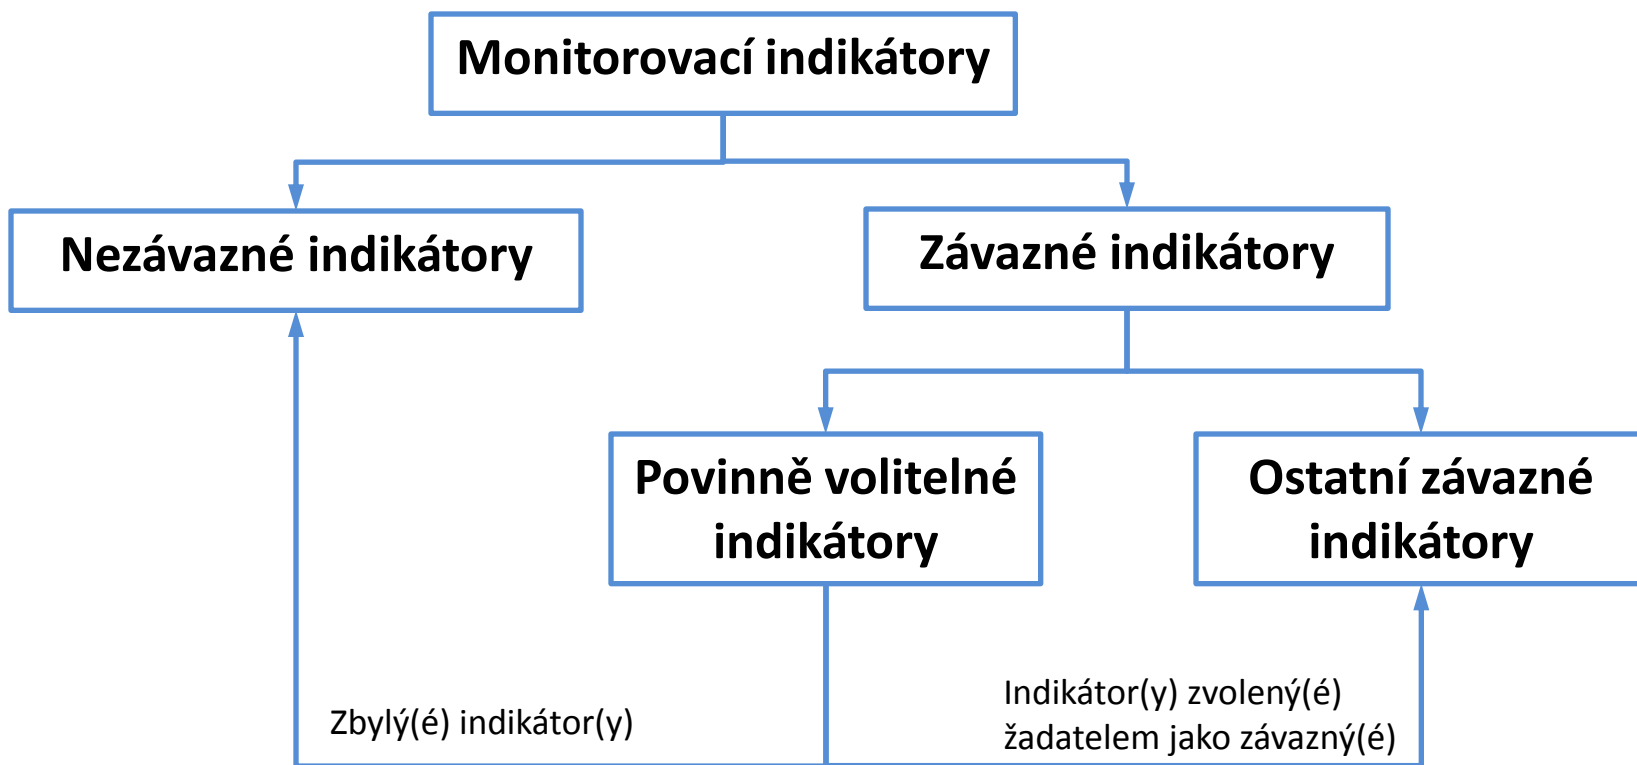 Monitorovací indikátory
Nezávazné indikátory
Závazné indikátory
Povinně volitelné
indikátory
Ostatní závazné
indikátory
Zbylý(é) indikátor(y)
Indikátor(y) zvolený(é)
žadatelem jako závazný(é)